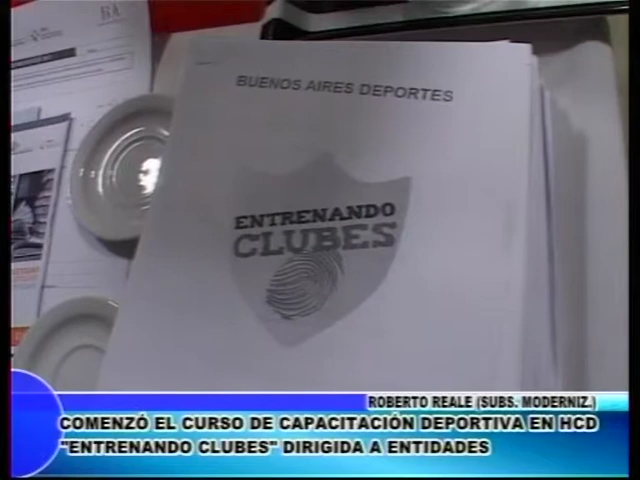 BA
BUENOS AIRES DEPORTES
ENTRENANDO
CLUBES
ROBERTO REALE (SUBS. MODERNIZ.)
COMENZÓ EL CURSO DE CAPACITACIÓN DEPORTIVA EN HCD
"ENTRENANDO CLUBES" DIRIGIDA A ENTIDADES